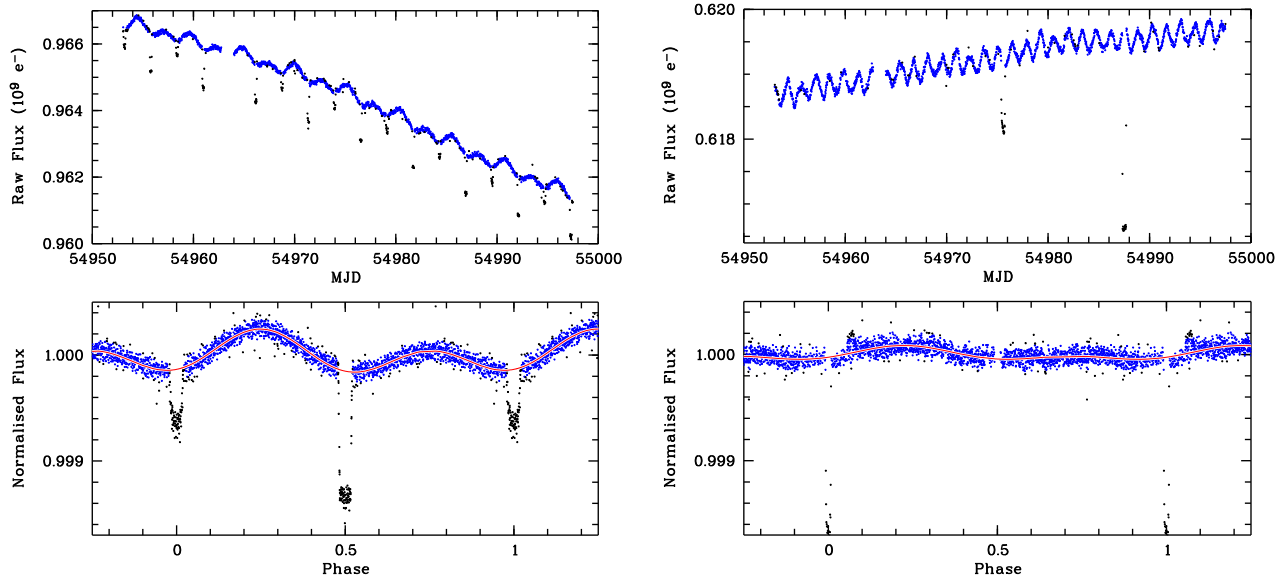 Raw Flux (10⁹ e⁻)
0.966
0.964
0.962
0.960
54950 54960 54970 54980 54990 55000
MJD
Raw Flux (10⁹ e⁻)
0.620
0.618
54950 54960 54970 54980 54990 55000
MJD
Normalised Flux
1.000
0.999
0 0.5 1
Phase
Normalised Flux
1.000
0.999
0 0.5 1
Phase